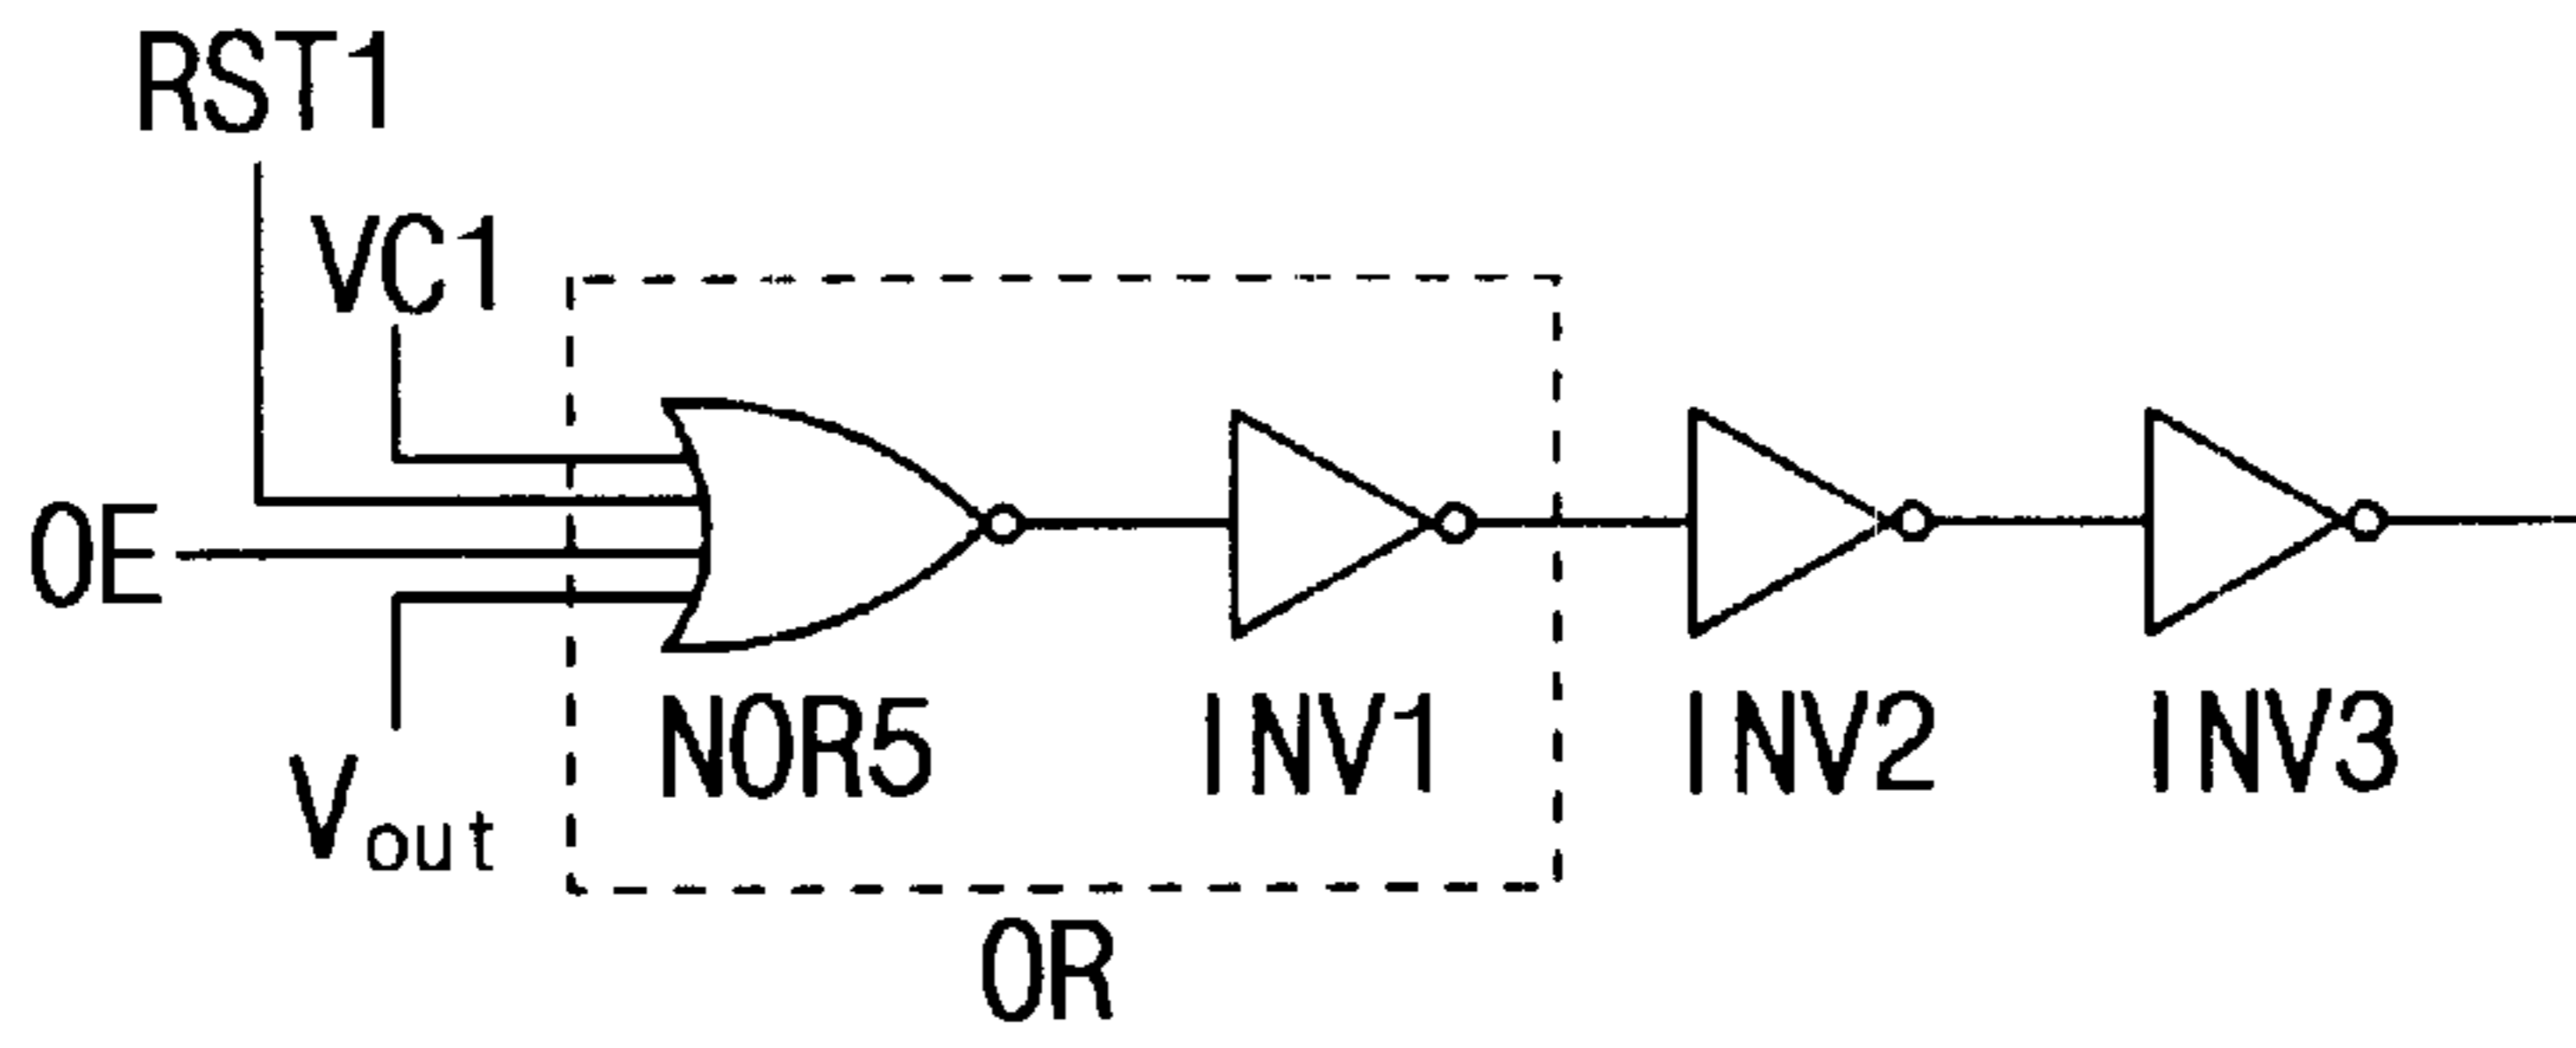 RST1
VC1
OE
Vout
NOR5
INV1
INV2
INV3
OR